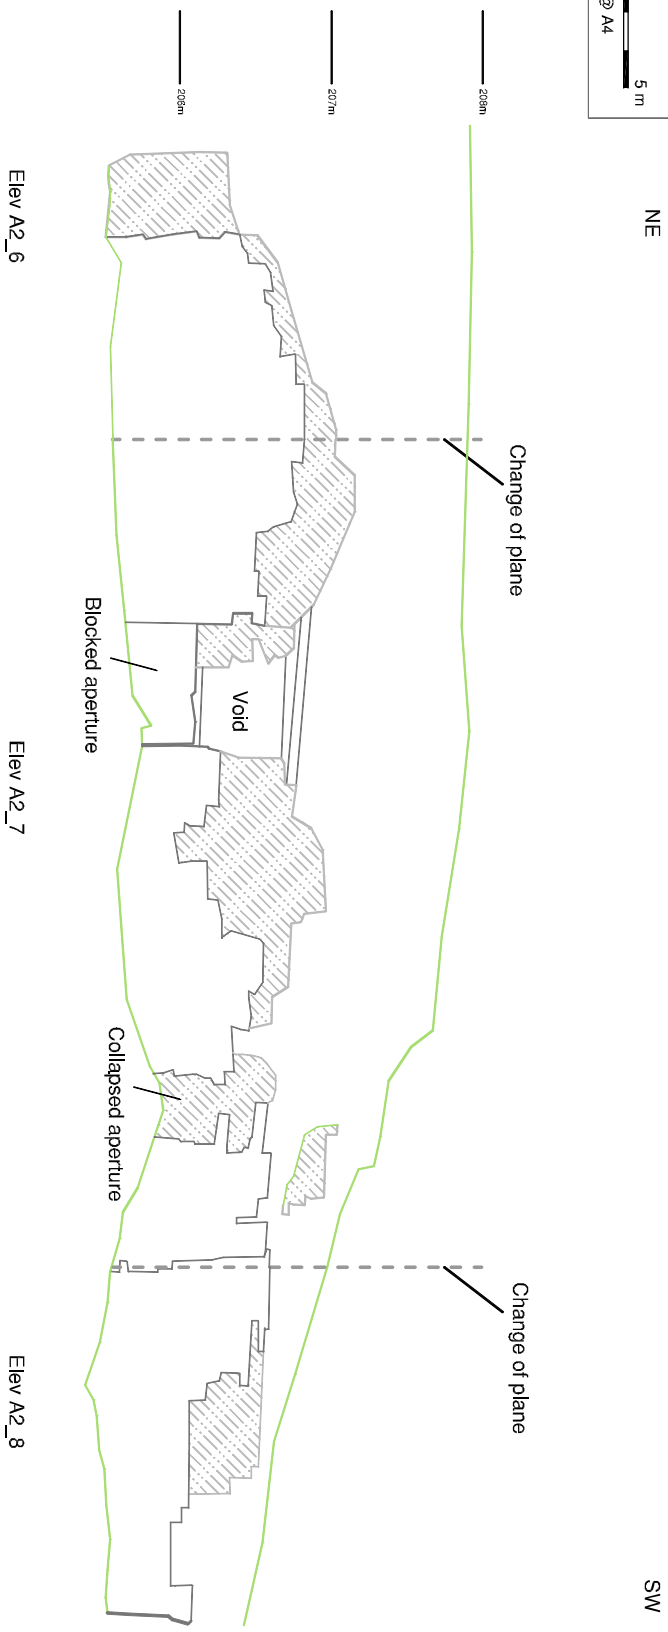 @ A4
5 m
NE
SW
208m
207m
206m
Change of plane
Change of plane
Void
Blocked aperture
Collapsed aperture
Elev A2_6
Elev A2_7
Elev A2_8